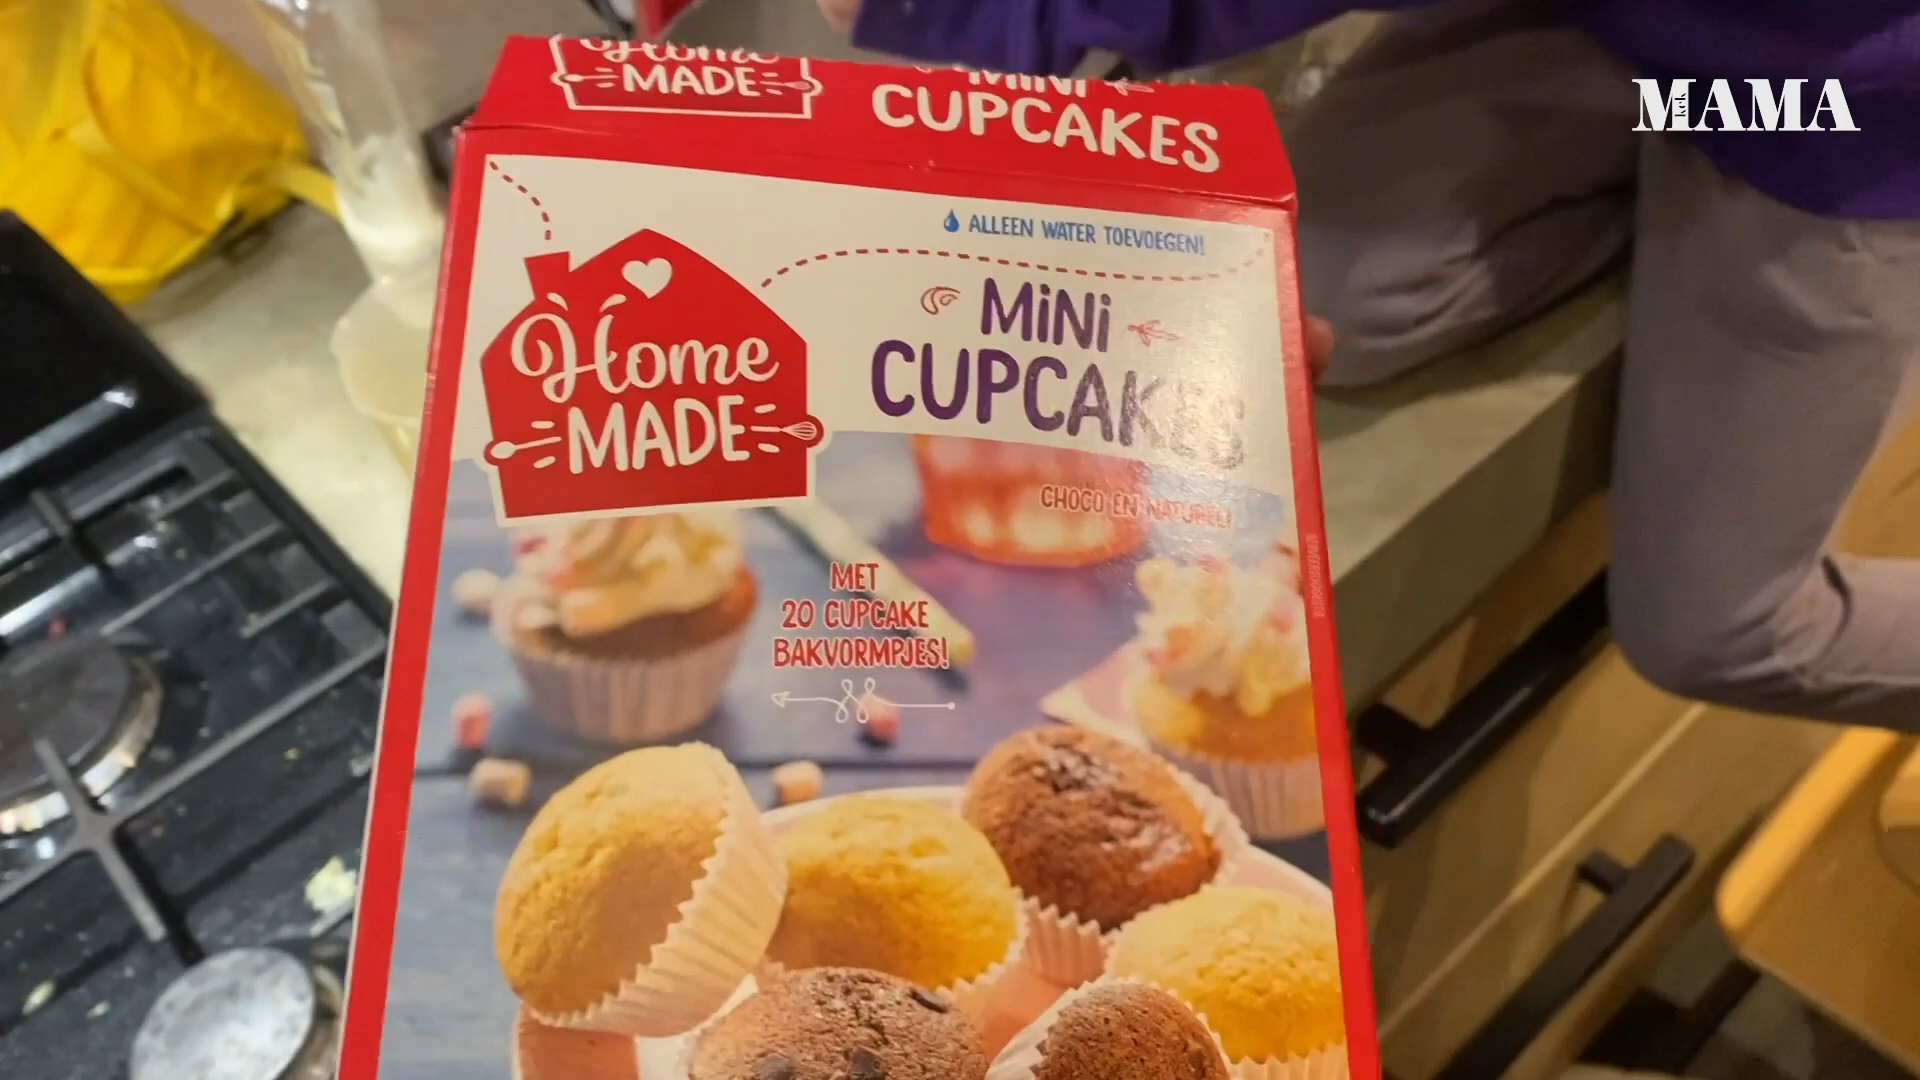 Home
MADE
MINI
CUPCAKES
kek
MAMA
ALLEEN WATER TOEVOEGEN!
Home
MADE
MiNi
CUPCAKES
CHOCO EN NATUREL!
MET
20 CUPCAKE
BAKVORMPJES!